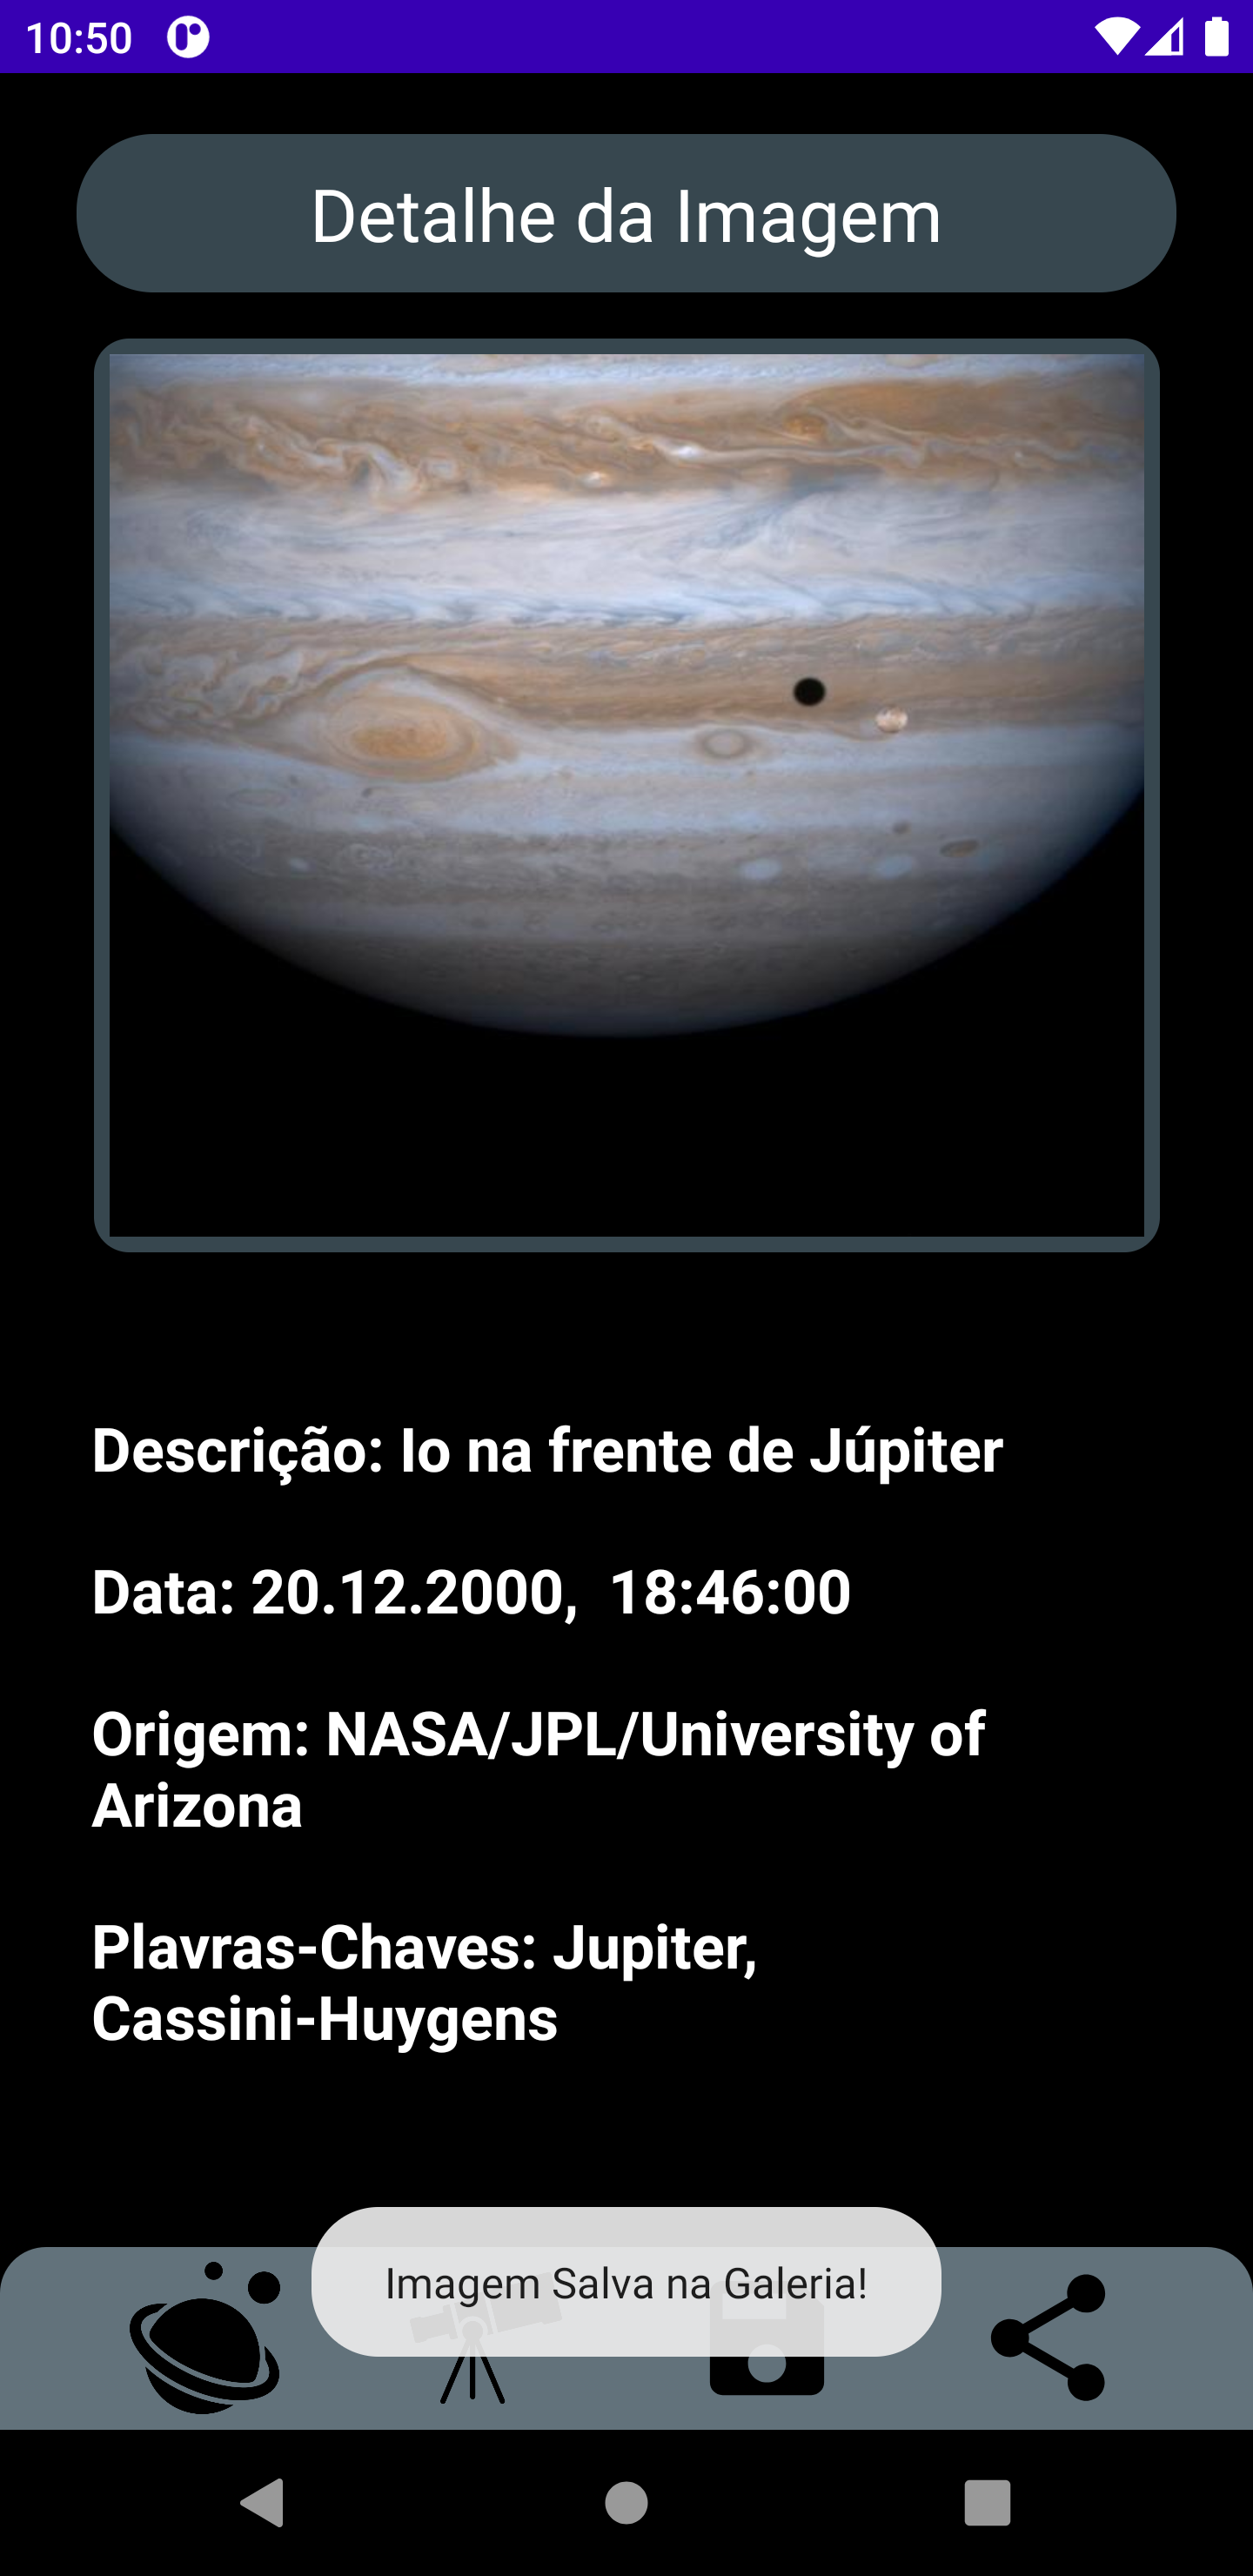 10:50
Detalhe da Imagem
Descrição: Io na frente de Júpiter
Data: 20.12.2000,  18:46:00
Origem: NASA/JPL/University of
Arizona
Plavras-Chaves: Jupiter,
Cassini-Huygens
Imagem Salva na Galeria!